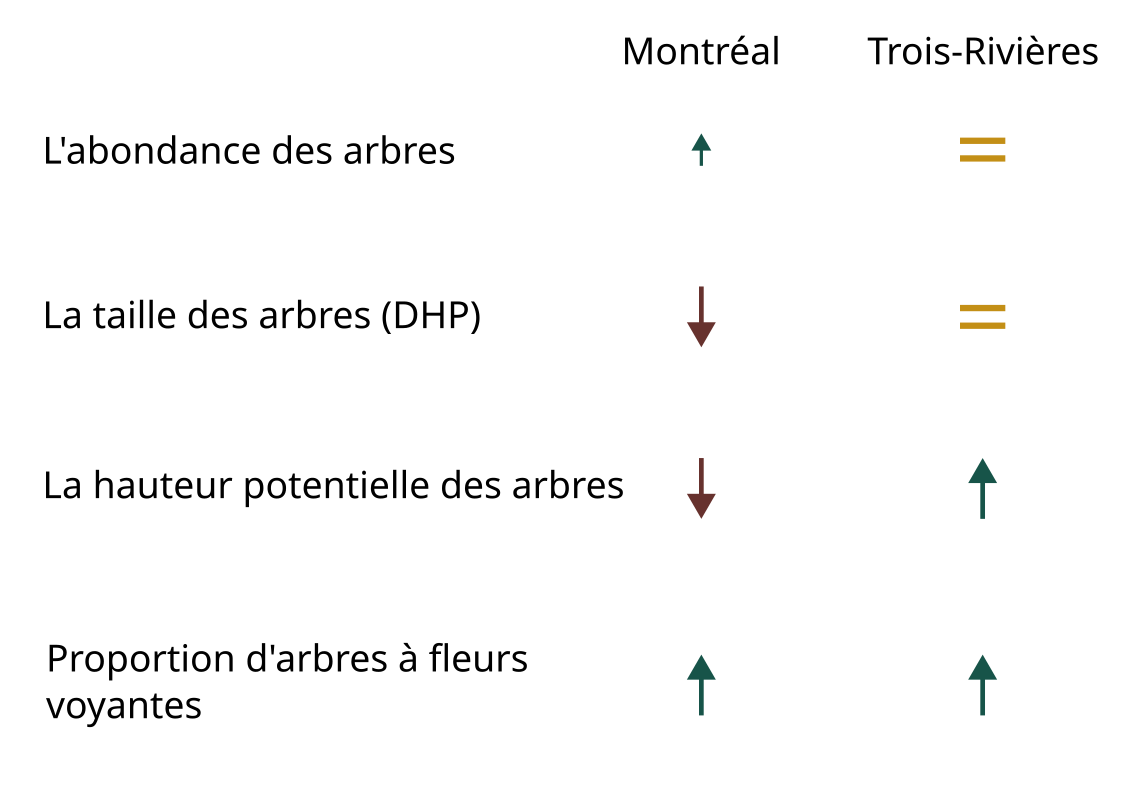 Montréal Trois-Rivières
L'abondance des arbres =
La taille des arbres (DHP) =
La hauteur potentielle des arbres
Proportion d'arbres à fleurs
voyantes